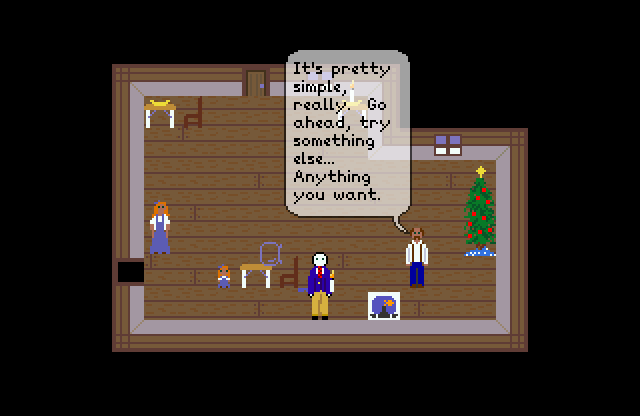 It's pretty
simple,
really. Go
ahead, try
something
else...
Anything
you want.